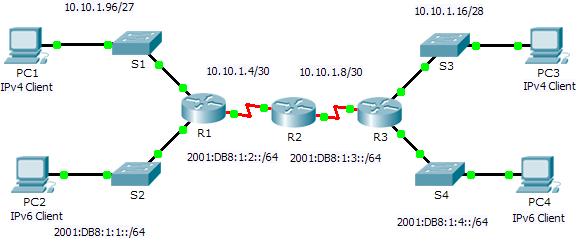 10.10.1.96/27
10.10.1.16/28
S1
S3
PC1
IPv4 Client
PC3
IPv4 Client
10.10.1.4/30
10.10.1.8/30
R1
R2
R3
2001:DB8:1:2::/64
2001:DB8:1:3::/64
PC2
IPv6 Client
S2
S4
PC4
IPv6 Client
2001:DB8:1:1::/64
2001:DB8:1:4::/64